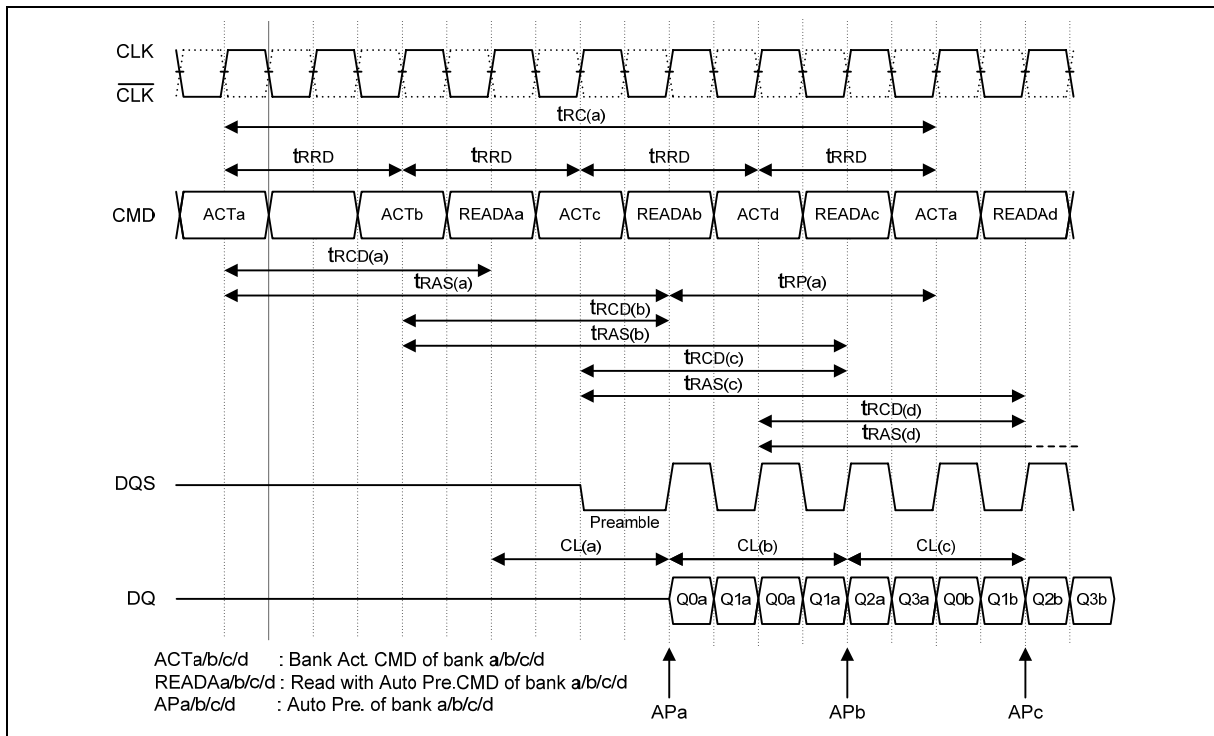 CLK
CLK
tRC(a)
tRRD tRRD tRRD tRRD
CMD ACTa ACTb READAa ACTc READAb ACTd READAc ACTa READAd
tRCD(a)
tRAS(a) tRP(a)
tRCD(b)
tRAS(b)
tRCD(c)
tRAS(c)
tRCD(d)
tRAS(d)
DQS
Preamble
CL(a) CL(b) CL(c)
DQ Q0a Q1a Q0a Q1a Q2a Q3a Q0b Q1b Q2b Q3b
ACTa/b/c/d : Bank Act. CMD of bank a/b/c/d
READAa/b/c/d : Read with Auto Pre.CMD of bank a/b/c/d
APa/b/c/d : Auto Pre. of bank a/b/c/d
APa APb APc